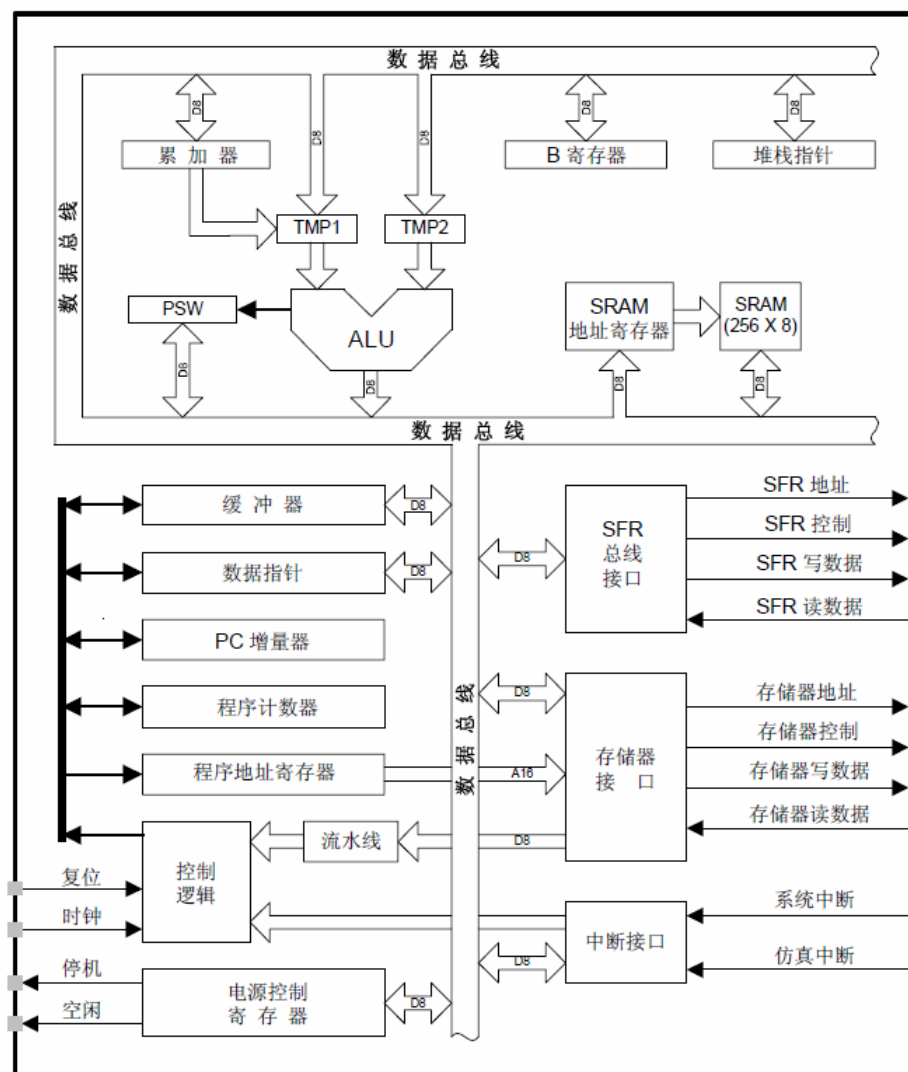 数 据 总 线
D8
D8
D8
D8
D8
累 加 器
B 寄存器
堆栈指针
数 据 总 线
TMP1
TMP2
PSW
ALU
SRAM
地址寄存器
SRAM
(256 X 8)
D8
D8
D8
D8
数 据 总 线
缓 冲 器
D8
数据指针
D8
PC 增量器
程序计数器
程序地址寄存器
A16
数 据 总 线
D8
SFR
总线
接口
SFR 地址
SFR 控制
SFR 写数据
SFR 读数据
D8
存储器
接 口
存储器地址
存储器控制
存储器写数据
存储器读数据
流水线
D8
控制
逻辑
复位
时钟
停机
空闲
电源控制
寄 存 器
D8
D8
中断接口
系统中断
仿真中断